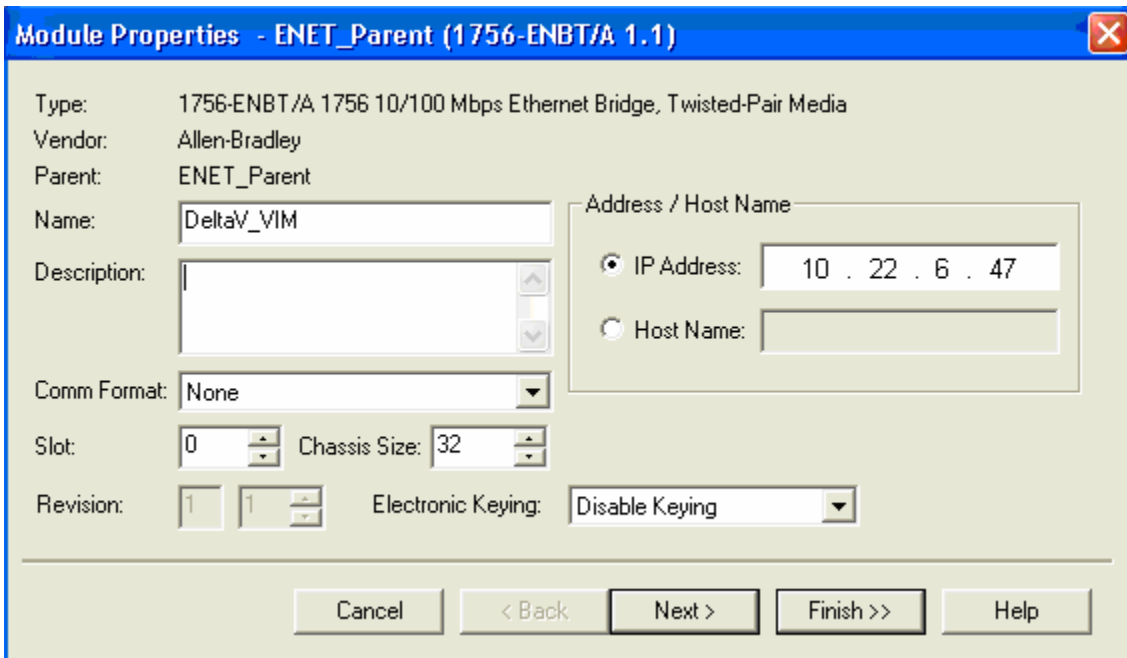 Module Properties - ENET_Parent (1756-ENBT/A 1.1)
Type: 1756-ENBT/A 1756 10/100 Mbps Ethernet Bridge, Twisted-Pair Media
Vendor: Allen-Bradley
Parent: ENET_Parent
Name: DeltaV_VIM
Address / Host Name
Description:
IP Address: 10 . 22 . 6 . 47
Host Name:
Comm Format: None
Slot: 0 Chassis Size: 32
Revision: 1 1 Electronic Keying: Disable Keying
Cancel < Back Next > Finish >> Help